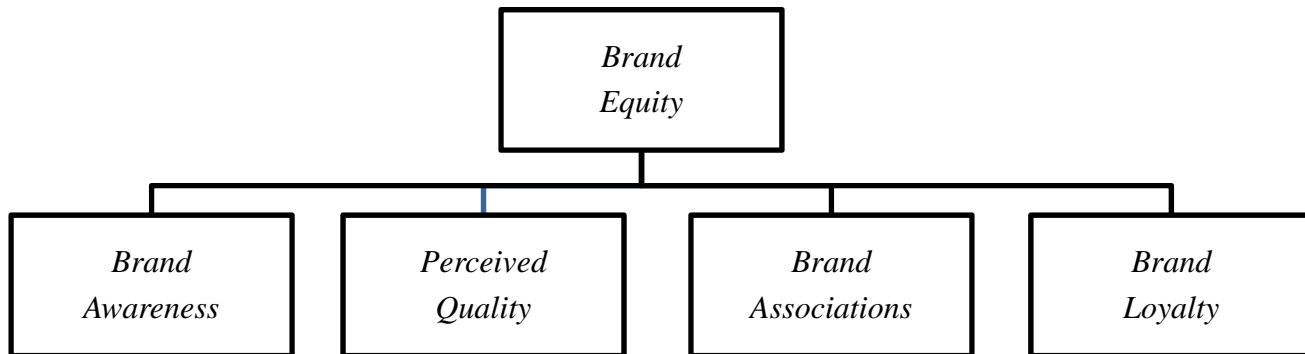 Brand
Equity
Brand
Awareness
Perceived
Quality
Brand
Associations
Brand
Loyalty